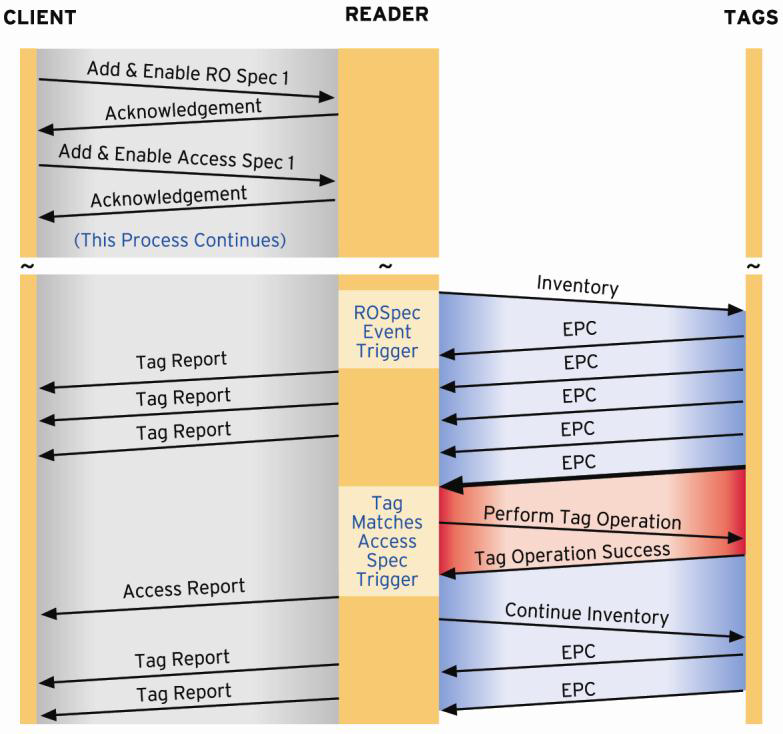 CLIENT
READER
TAGS
Add & Enable RO Spec 1
Acknowledgement
Add & Enable Access Spec 1
Acknowledgement
(This Process Continues)
~
~
~
Inventory
ROSpec
Event
Trigger
EPC
Tag Report
EPC
Tag Report
EPC
Tag Report
EPC
EPC
Tag
Matches
Access
Spec
Trigger
Perform Tag Operation
Tag Operation Success
Access Report
Continue Inventory
EPC
Tag Report
EPC
Tag Report